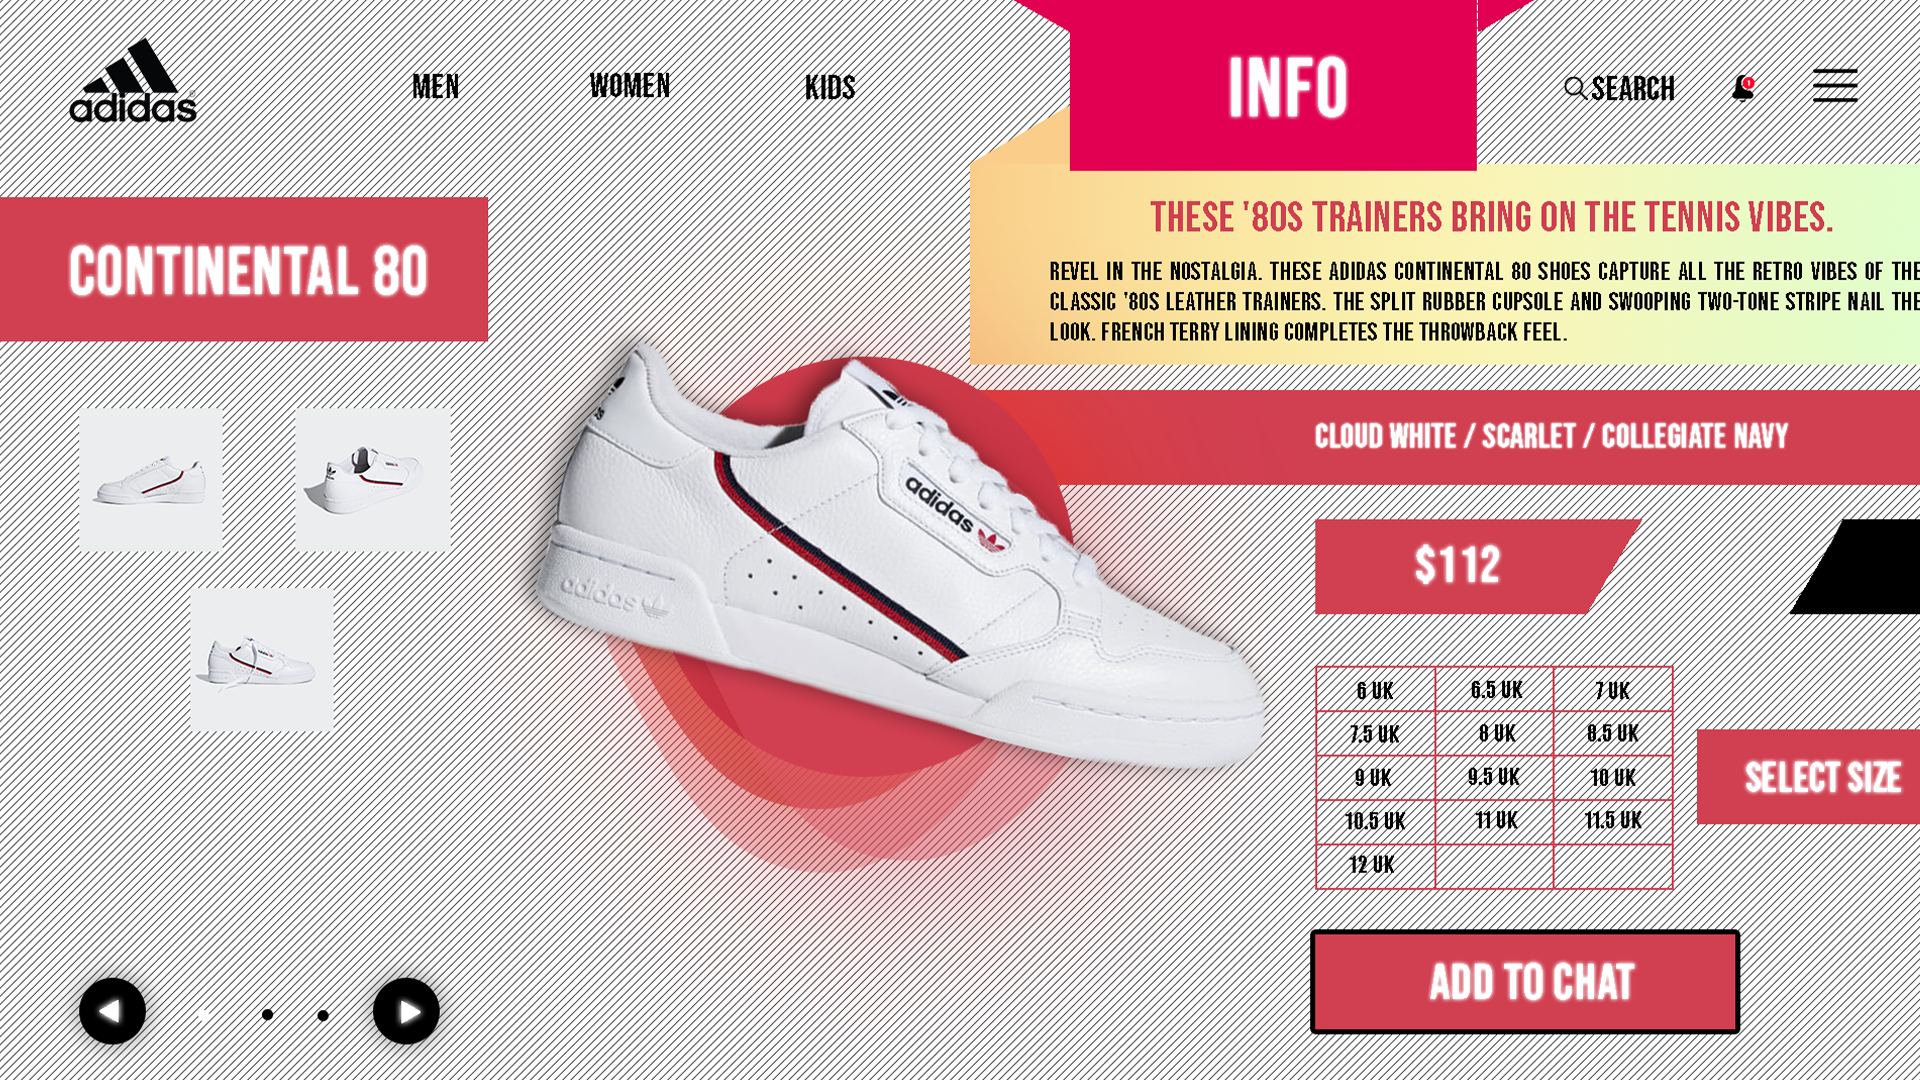 adidas
MEN
WOMEN
KIDS
INFO
SEARCH
1
CONTINENTAL 80
THESE '80S TRAINERS BRING ON THE TENNIS VIBES.
REVEL IN THE NOSTALGIA. THESE ADIDAS CONTINENTAL 80 SHOES CAPTURE ALL THE RETRO VIBES OF THE
CLASSIC '80S LEATHER TRAINERS. THE SPLIT RUBBER CUPSOLE AND SWOOPING TWO-TONE STRIPE NAIL THE
LOOK. FRENCH TERRY LINING COMPLETES THE THROWBACK FEEL.
CLOUD WHITE / SCARLET / COLLEGIATE NAVY
adidas
adidas
$112
6 UK 6.5 UK 7 UK
7.5 UK 8 UK 8.5 UK
9 UK 9.5 UK 10 UK
10.5 UK 11 UK 11.5 UK
12 UK
SELECT SIZE
ADD TO CHAT